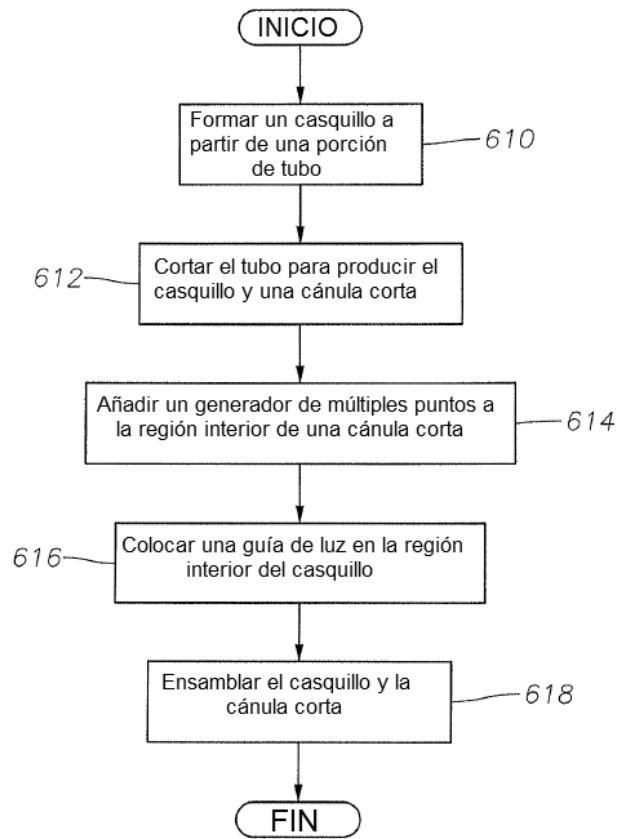 INICIO
Formar un casquillo a
partir de una porción
de tubo
610
612
Cortar el tubo para producir el
casquillo y una cánula corta
Añadir un generador de múltiples puntos a
la región interior de una cánula corta
614
616
Colocar una guía de luz en la región
interior del casquillo
Ensamblar el casquillo y la
cánula corta
618
FIN